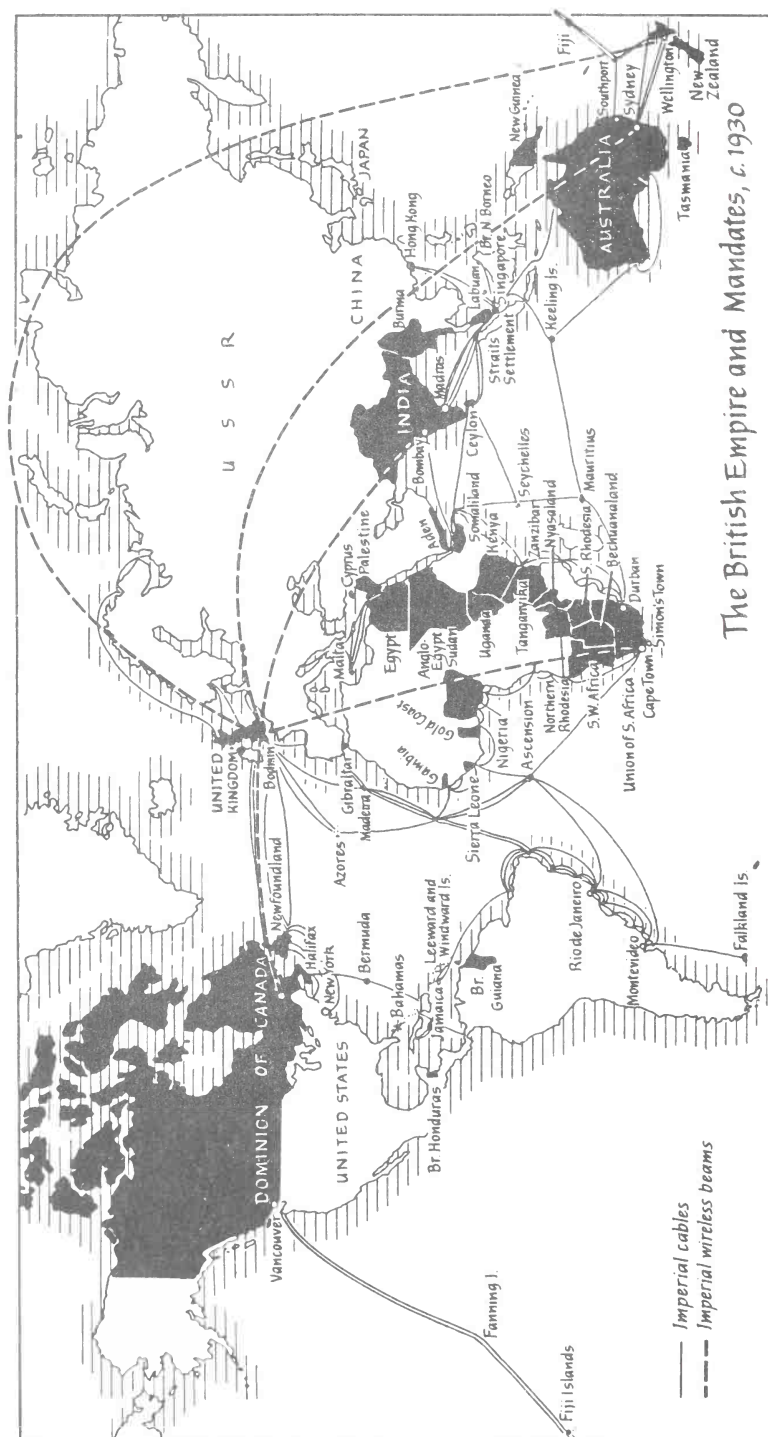 DOMINION OF CANADA
Vancouver
UNITED STATES
Newfoundland
Halifax
New York
Bermuda
Bahamas
Jamaica
Leeward and
Windward Is.
Br. Honduras
Br.
Guiana
Fanning I.
Fiji Islands
Rio de Janeiro
Montevideo
Falkland is
UNITED
KINGDOM
Bodmin
Azores
Gibraltar
Madeira
Malta
Cyprus
Palestine
Egypt
Anglo-
Egypt
Sudan
Gambia
Sierra Leone
Gold Coast
Nigeria
Ascension
Uganda
Kenya
Somaliland
Aden
Tanganyika
Zanzibar
Nyasaland
Northern
Rhodesia
S. Rhodesia
S.W. Africa
Bechuanaland
Union of S. Africa
Cape Town
Simon's Town
Durban
Mauritius
Seychelles
U S S R
CHINA
JAPAN
INDIA
Bombay
Madras
Ceylon
Burma
Hong Kong
Labuan
Br. N Borneo
Singapore
Straits
Settlement
Keeling Is.
New Guinea
AUSTRALIA
Southport
Sydney
Tasmania
Fiji
Wellington
New
Zealand
Imperial cables
Imperial wireless beams
The British Empire and Mandates, c. 1930